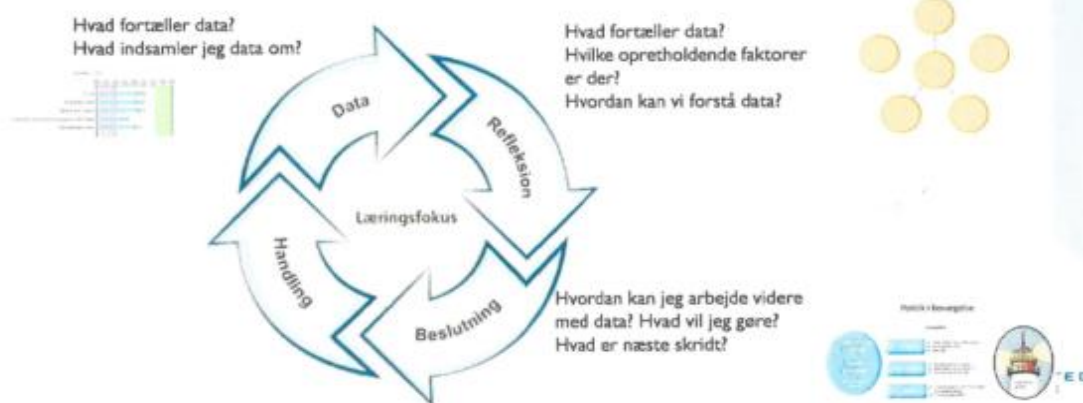 Hvad fortæller data?
Hvad indsamler jeg data om?
Hvad fortæller data?
Hvilke opretholdende faktorer
er der?
Hvordan kan vi forstå data?
Data
Refleksion
Læringsfokus
Handling
Beslutning
Hvordan kan jeg arbejde videre
med data? Hvad vil jeg gøre?
Hvad er næste skridt?